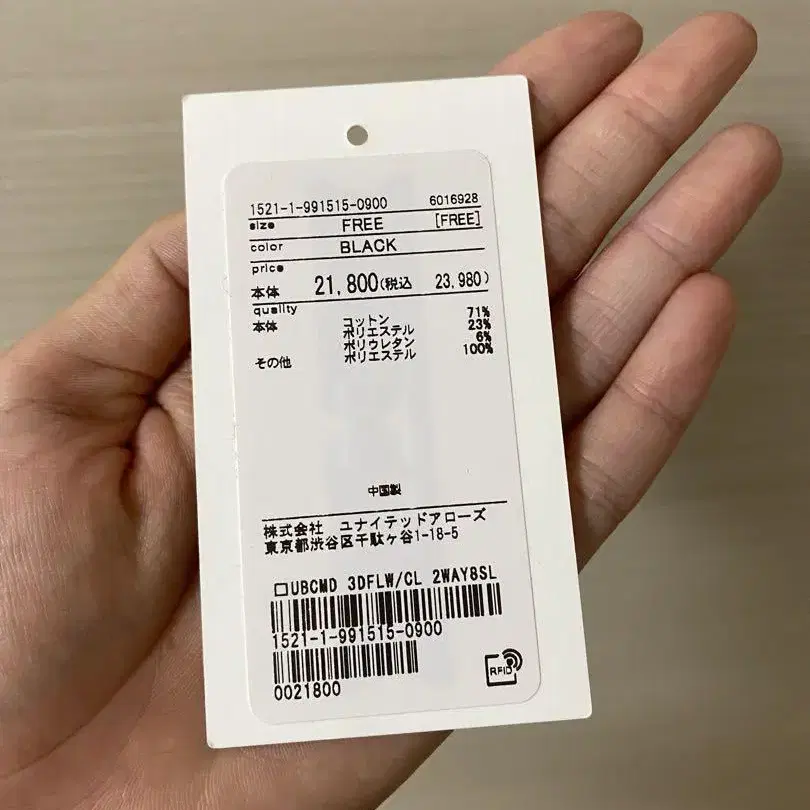 1521-1-991515-0900 6016928
size FREE [FREE]
color BLACK
price
本体 21,800(税込 23,980)
quality
本体 コットン 71%
ポリエステル 23%
ポリウレタン 6%
その他 ポリエステル 100%
中国製
株式会社 ユナイテッドアローズ
東京都渋谷区千駄ヶ谷1-18-5
□UBCMD 3DFLW/CL 2WAY8SL
1521-1-991515-0900
0021800
RFID